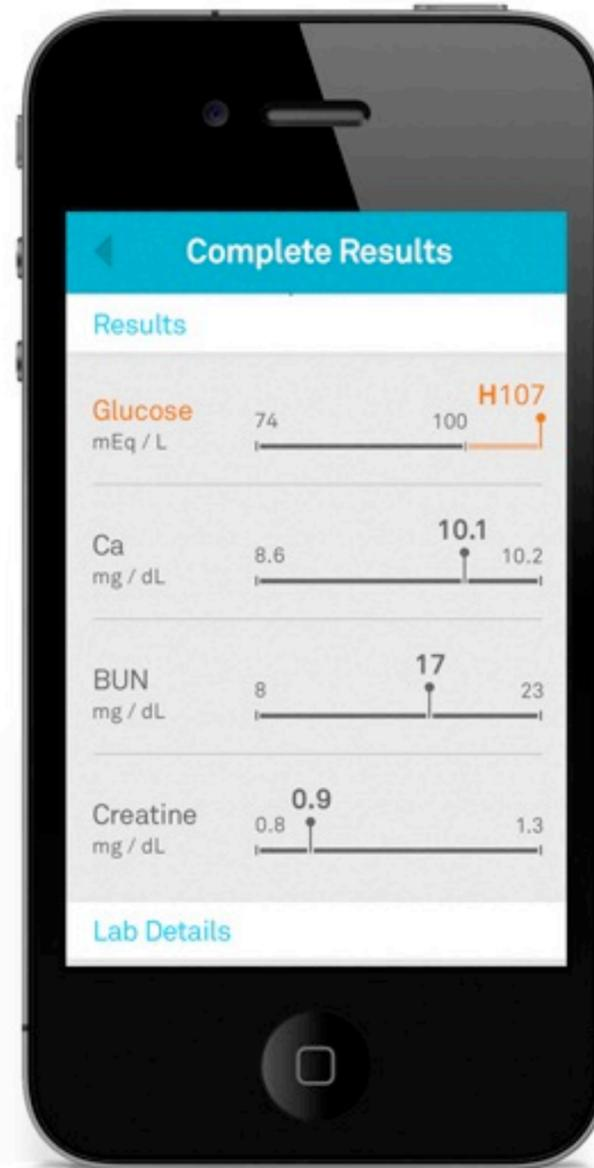 Complete Results
Results
Glucose
mEq / L
74
100
H107
Ca
mg / dL
8.6
10.1
10.2
BUN
mg / dL
8
17
23
Creatine
mg / dL
0.8
0.9
1.3
Lab Details